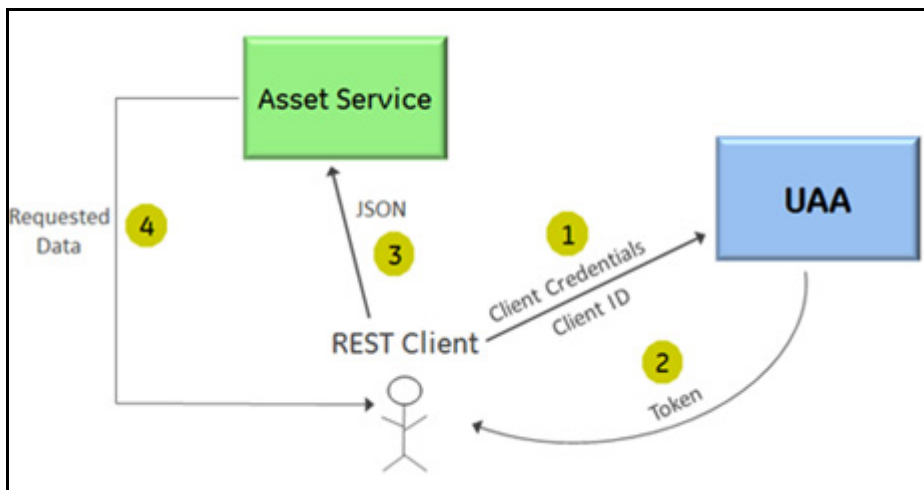 Asset Service
UAA
Requested
Data
4
JSON
3
1
Client Credentials
Client ID
REST Client
2
Token